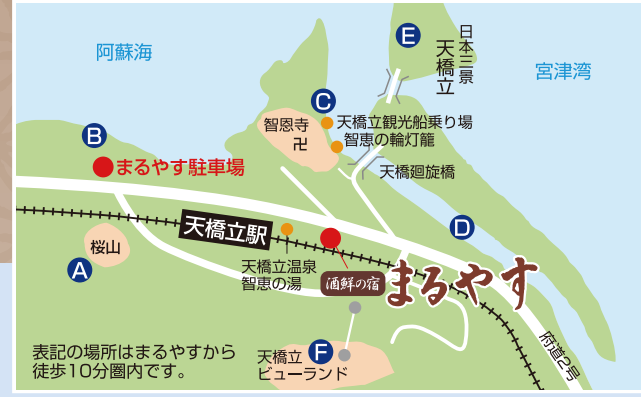 阿蘇海
E
日本三景
天橋立
宮津湾
C
智恩寺
卍
天橋立観光船乗り場
智恵の輪灯籠
B
まるやす駐車場
天橋廻旋橋
D
天橋立駅
桜山
A
天橋立温泉
智恵の湯
酒鮮の宿
まるやす
府道2号
表記の場所はまるやすから
徒歩10分圏内です。
天橋立
ビューランド
F